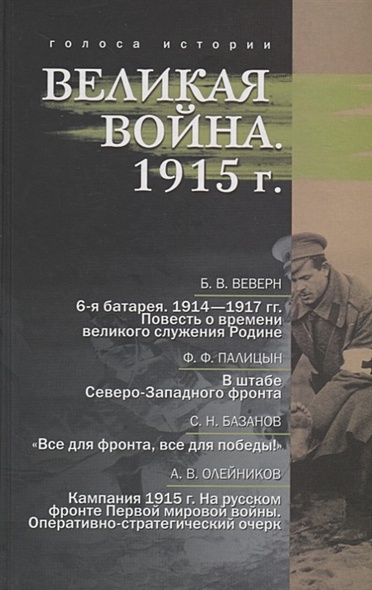 голоса истории
ВЕЛИКАЯ
ВОЙНА.
1915 г.
Б. В. ВЕВЕРН
6-я батарея. 1914—1917 гг.
Повесть о времени
великого служения Родине
Ф. Ф. ПАЛИЦЫН
В штабе
Северо-Западного фронта
С. Н. БАЗАНОВ
«Все для фронта, все для победы!»
А. В. ОЛЕЙНИКОВ
Кампания 1915 г. На русском
фронте Первой мировой войны.
Оперативно-стратегический очерк